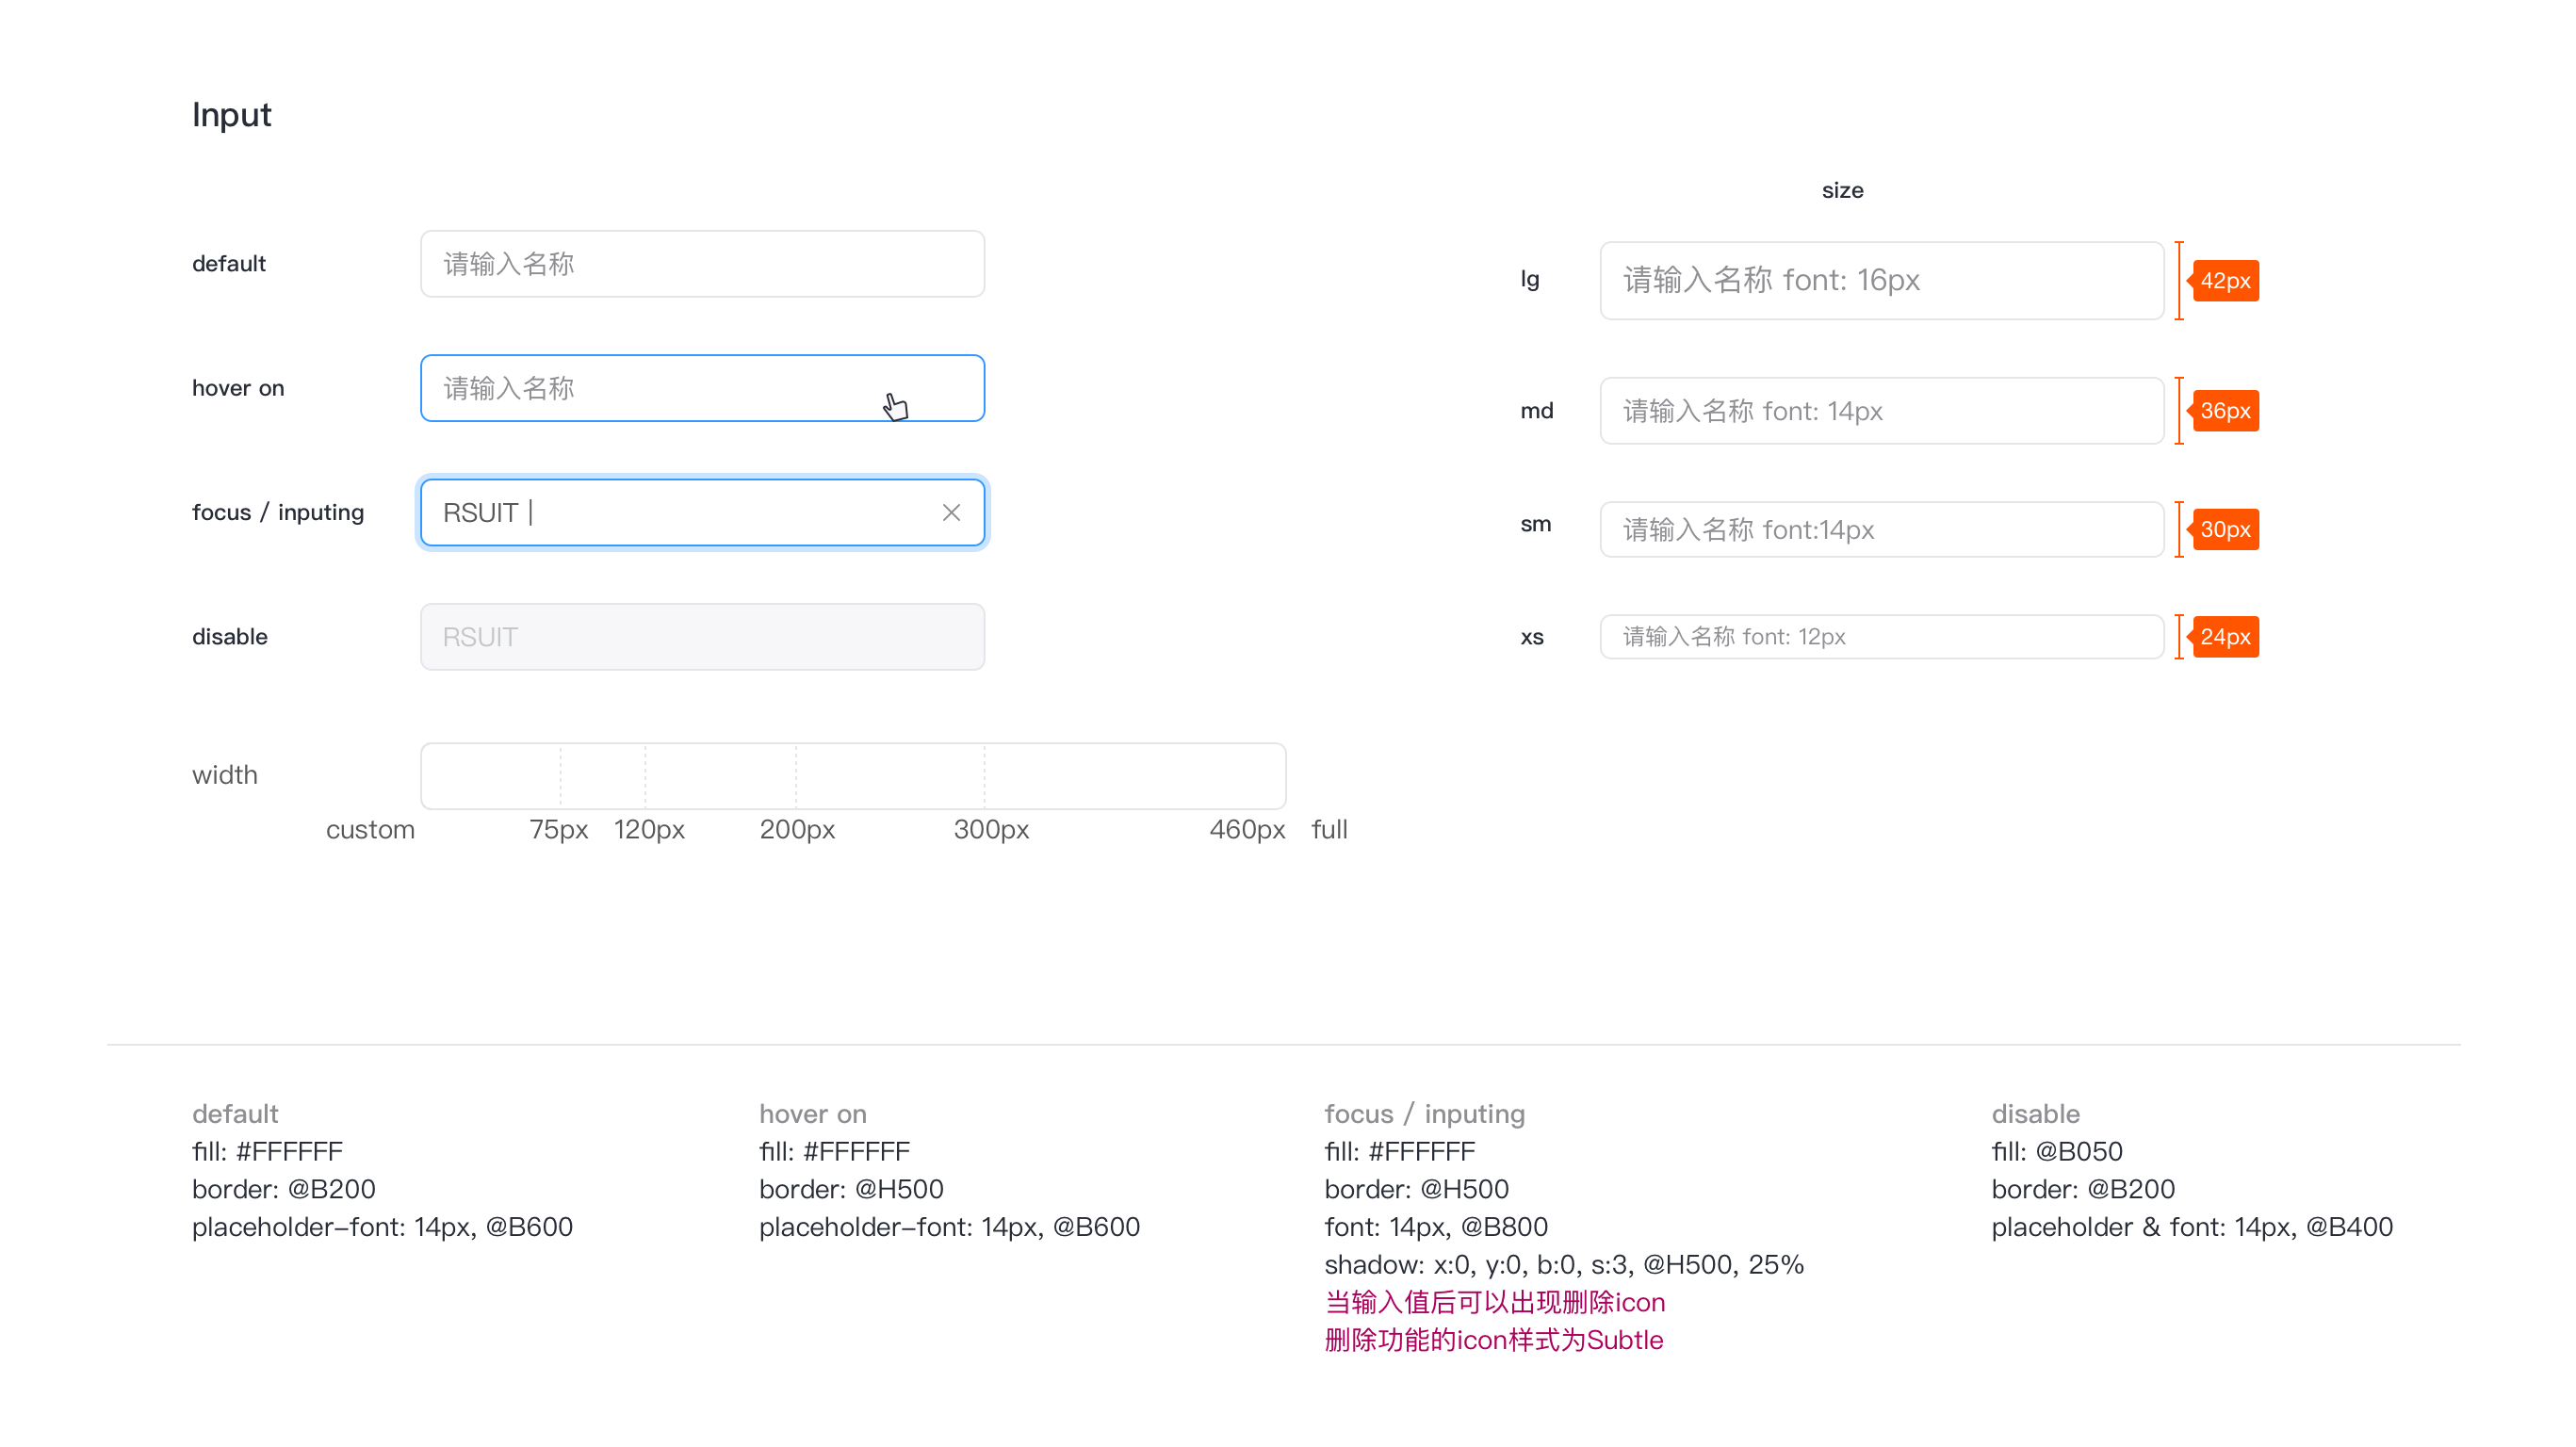 Input
default
请输入名称
hover on
请输入名称
focus / inputing
RSUIT
disable
RSUIT
width
custom 75px 120px 200px 300px 460px full
size
lg
请输入名称 font: 16px
42px
md
请输入名称 font: 14px
36px
sm
请输入名称 font:14px
30px
xs
请输入名称 font: 12px
24px
default
fill: #FFFFFF
border: @B200
placeholder-font: 14px, @B600
hover on
fill: #FFFFFF
border: @H500
placeholder-font: 14px, @B600
focus / inputing
fill: #FFFFFF
border: @H500
font: 14px, @B800
shadow: x:0, y:0, b:0, s:3, @H500, 25%
当输入值后可以出现删除icon
删除功能的icon样式为Subtle
disable
fill: @B050
border: @B200
placeholder & font: 14px, @B400